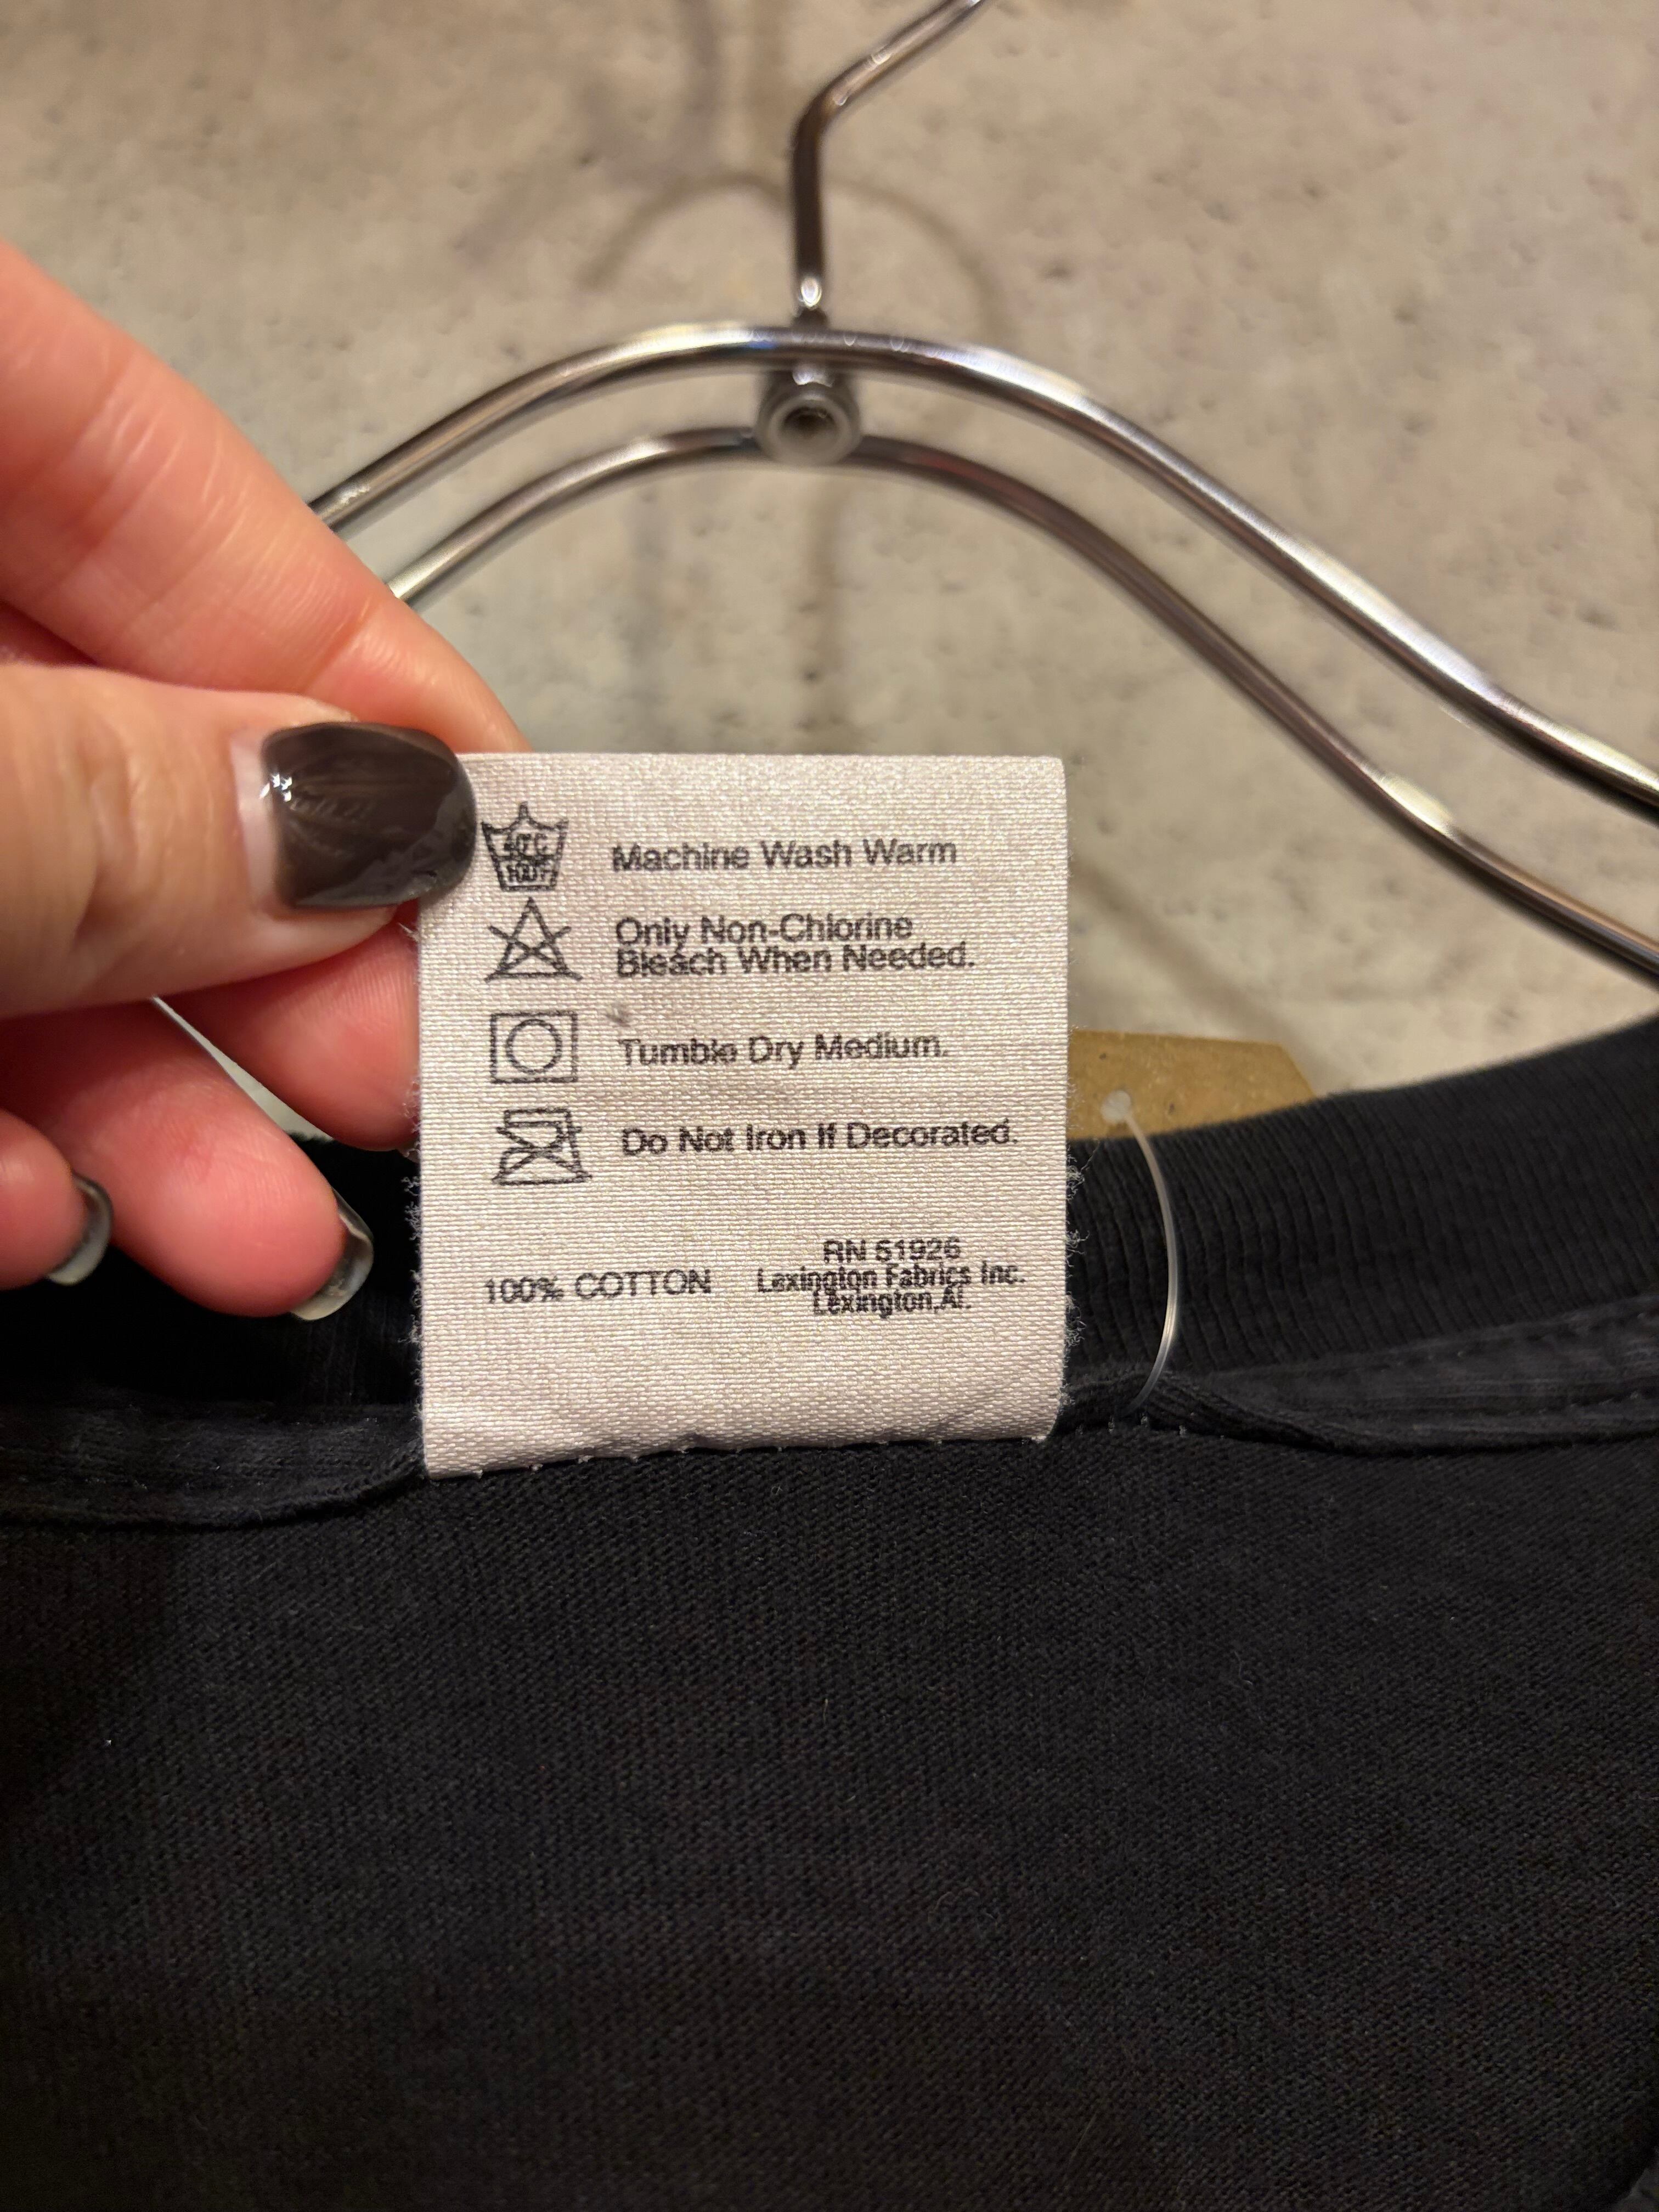 40°C
Machine Wash Warm
Only Non-Chlorine
Bleach When Needed.
Tumble Dry Medium.
Do Not Iron If Decorated.
100% COTTON
RN 51926
Lexington Fabrics Inc.
Lexington,Al.